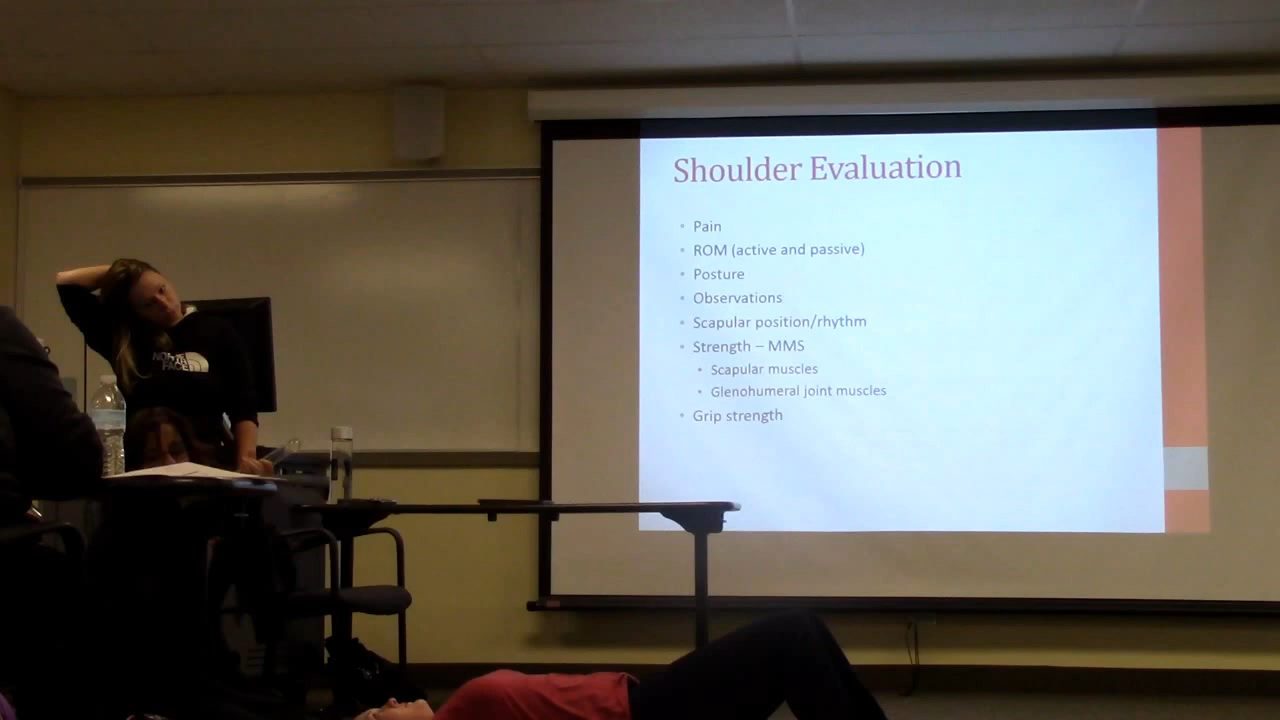 Shoulder Evaluation
• Pain
• ROM (active and passive)
• Posture
• Observations
• Scapular position/rhythm
• Strength – MMS
• Scapular muscles
• Glenohumeral joint muscles
• Grip strength
NORTH
FACE